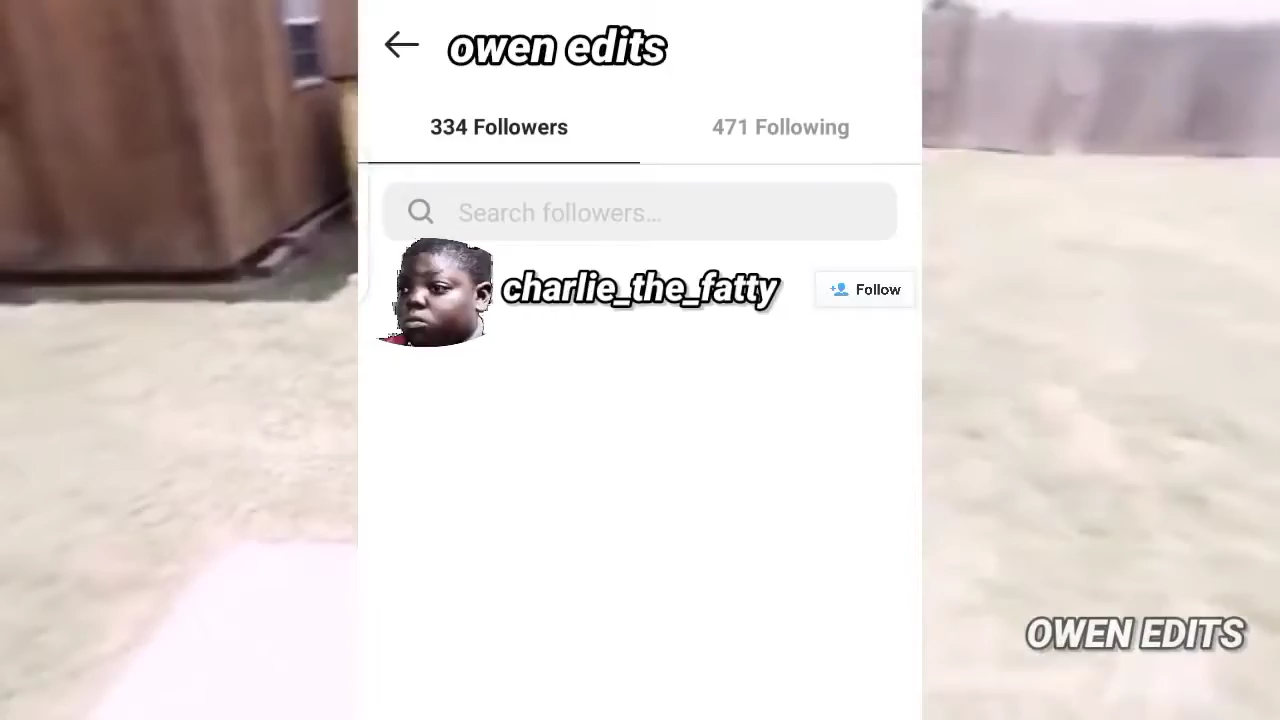 owen edits
334 Followers
471 Following
Search followers...
charlie_the_fatty
Follow
OWEN EDITS